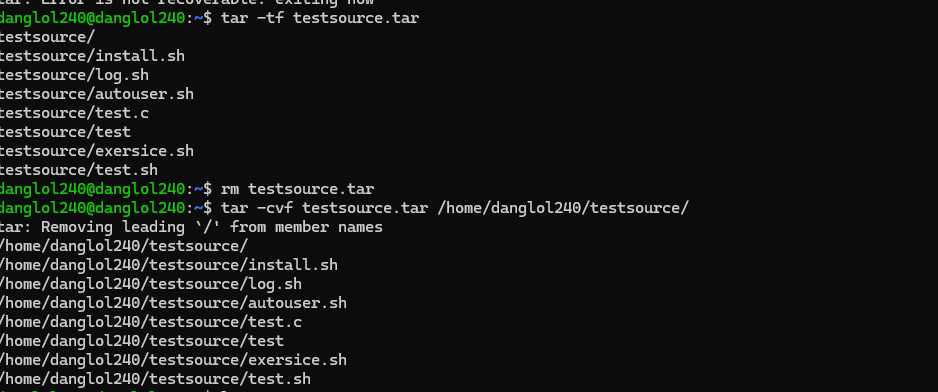 tar: Error is not recoverable: exiting now
danglol240@danglol240:~$ tar -tf testsource.tar
testsource/
testsource/install.sh
testsource/log.sh
testsource/autouser.sh
testsource/test.c
testsource/test
testsource/exersice.sh
testsource/test.sh
danglol240@danglol240:~$ rm testsource.tar
danglol240@danglol240:~$ tar -cvf testsource.tar /home/danglol240/testsource/
tar: Removing leading `/' from member names
/home/danglol240/testsource/
/home/danglol240/testsource/install.sh
/home/danglol240/testsource/log.sh
/home/danglol240/testsource/autouser.sh
/home/danglol240/testsource/test.c
/home/danglol240/testsource/test
/home/danglol240/testsource/exersice.sh
/home/danglol240/testsource/test.sh